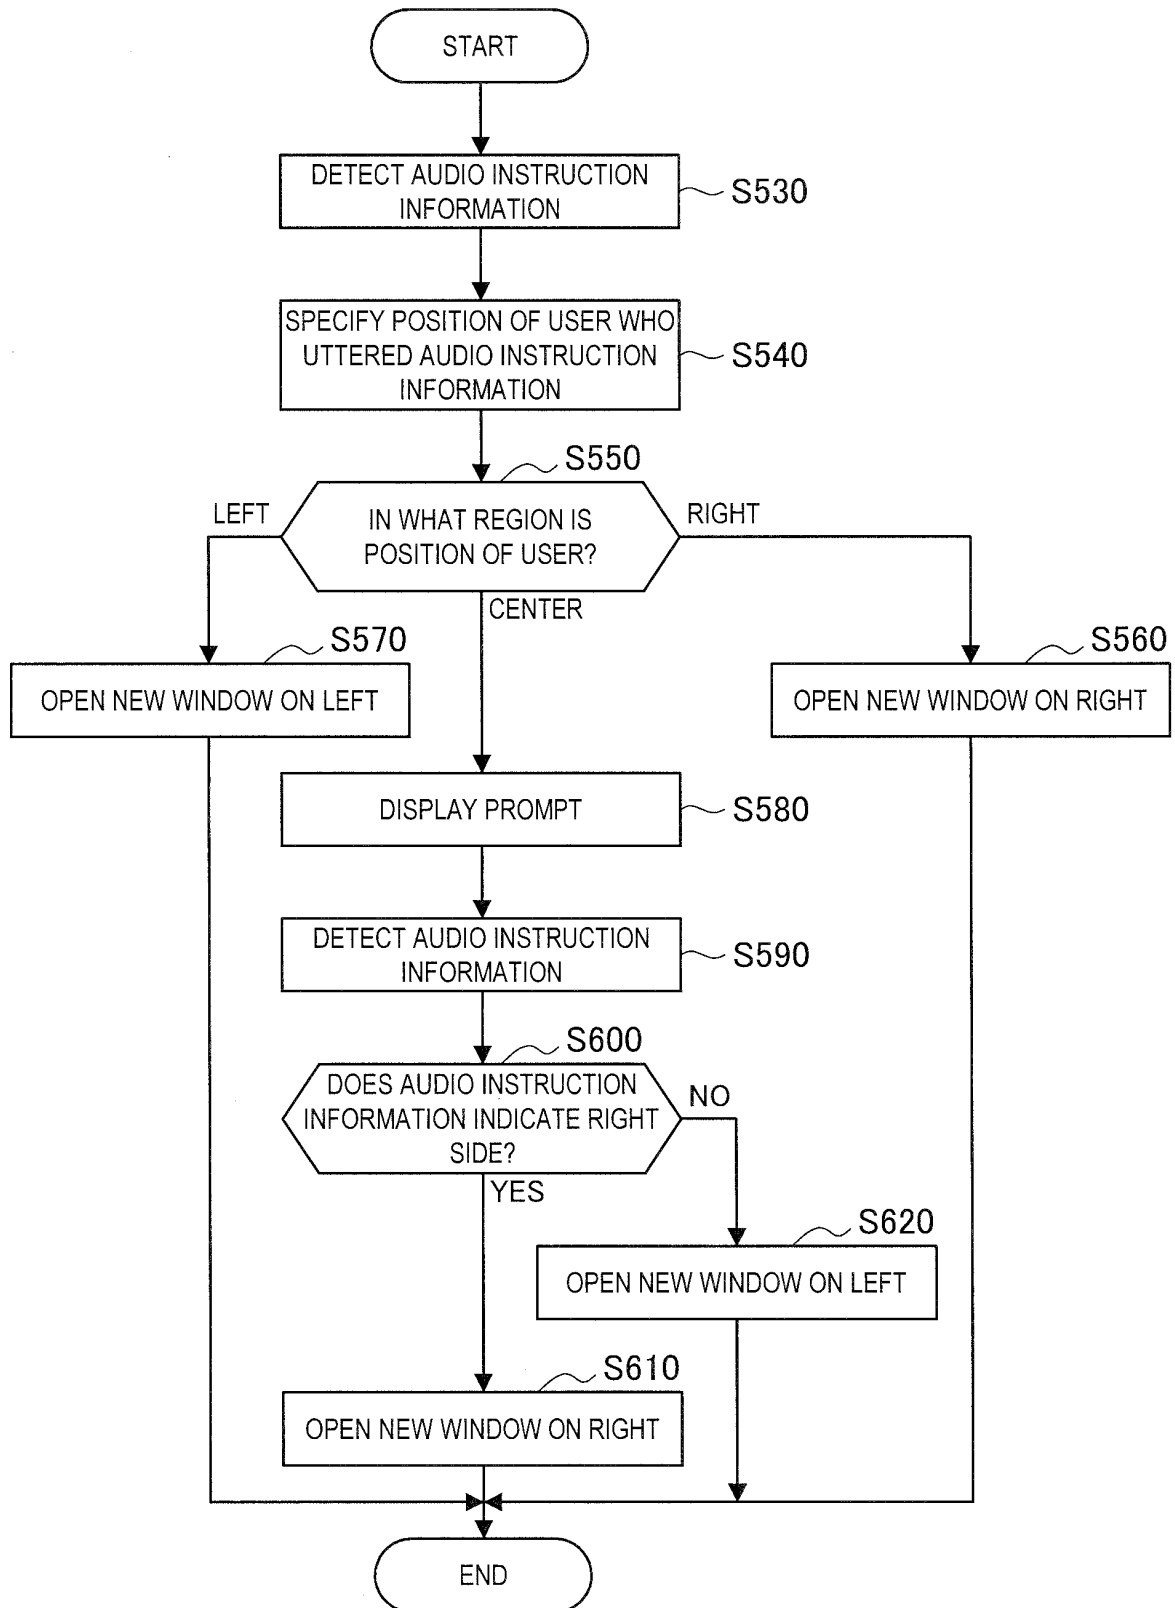 START
DETECT AUDIO INSTRUCTION
INFORMATION
S530
SPECIFY POSITION OF USER WHO
UTTERED AUDIO INSTRUCTION
INFORMATION
S540
S550
LEFT
IN WHAT REGION IS
POSITION OF USER?
RIGHT
CENTER
S570
OPEN NEW WINDOW ON LEFT
S560
OPEN NEW WINDOW ON RIGHT
DISPLAY PROMPT
S580
DETECT AUDIO INSTRUCTION
INFORMATION
S590
S600
DOES AUDIO INSTRUCTION
INFORMATION INDICATE RIGHT
SIDE?
NO
YES
S620
OPEN NEW WINDOW ON LEFT
S610
OPEN NEW WINDOW ON RIGHT
END